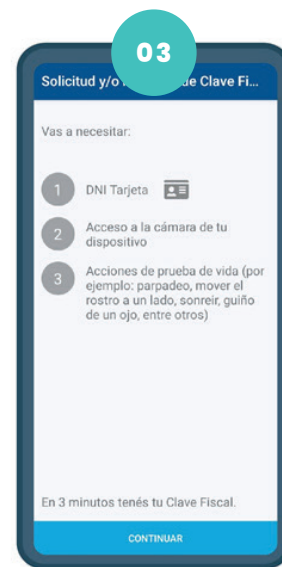 03
Solicitud y/o de Clave Fi...
Vas a necesitar:
1 DNI Tarjeta
2 Acceso a la cámara de tu
dispositivo
3 Acciones de prueba de vida (por
ejemplo: parpadeo, mover el
rostro a un lado, sonreir, guiño
de un ojo, entre otros)
En 3 minutos tenés tu Clave Fiscal.
CONTINUAR